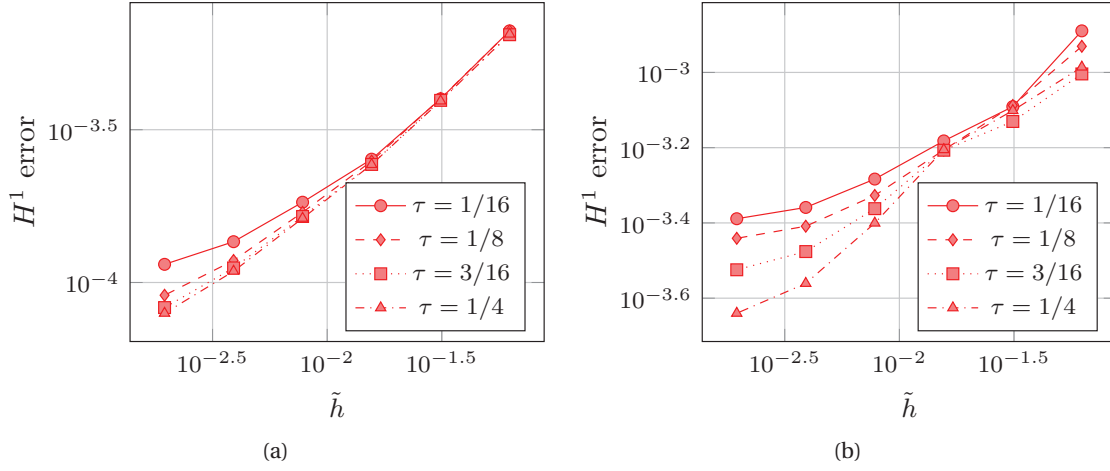 H¹ error
10^{-3.5}
10^{-4}
10^{-2.5} 10^{-2} 10^{-1.5}
h̃
τ = 1/16
τ = 1/8
τ = 3/16
τ = 1/4
(a)
H¹ error
10^{-3}
10^{-3.2}
10^{-3.4}
10^{-3.6}
10^{-2.5} 10^{-2} 10^{-1.5}
h̃
τ = 1/16
τ = 1/8
τ = 3/16
τ = 1/4
(b)